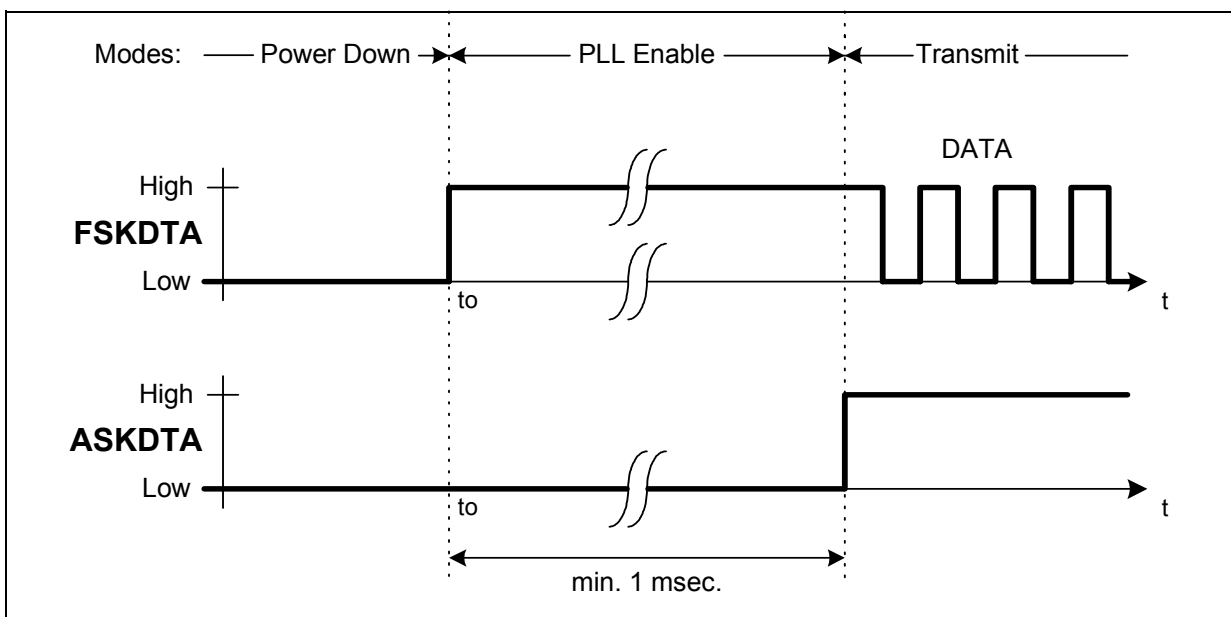 Modes: Power Down PLL Enable Transmit
DATA
High
FSKDTA
Low
to
t
High
ASKDTA
Low
to
t
min. 1 msec.